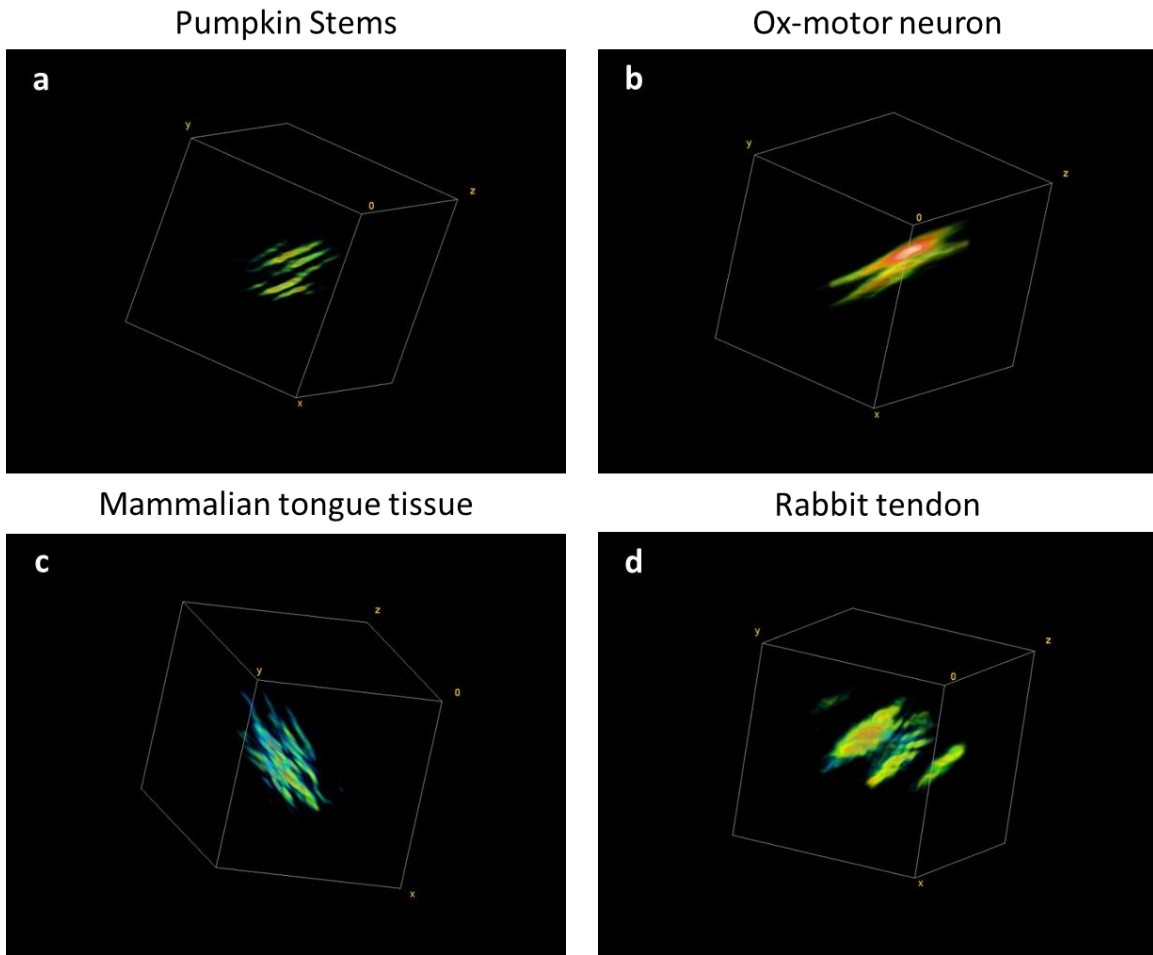 Pumpkin Stems
Ox-motor neuron
a
b
y
z
0
x
y
z
0
x
Mammalian tongue tissue
Rabbit tendon
c
d
z
y
0
x
y
z
0
x